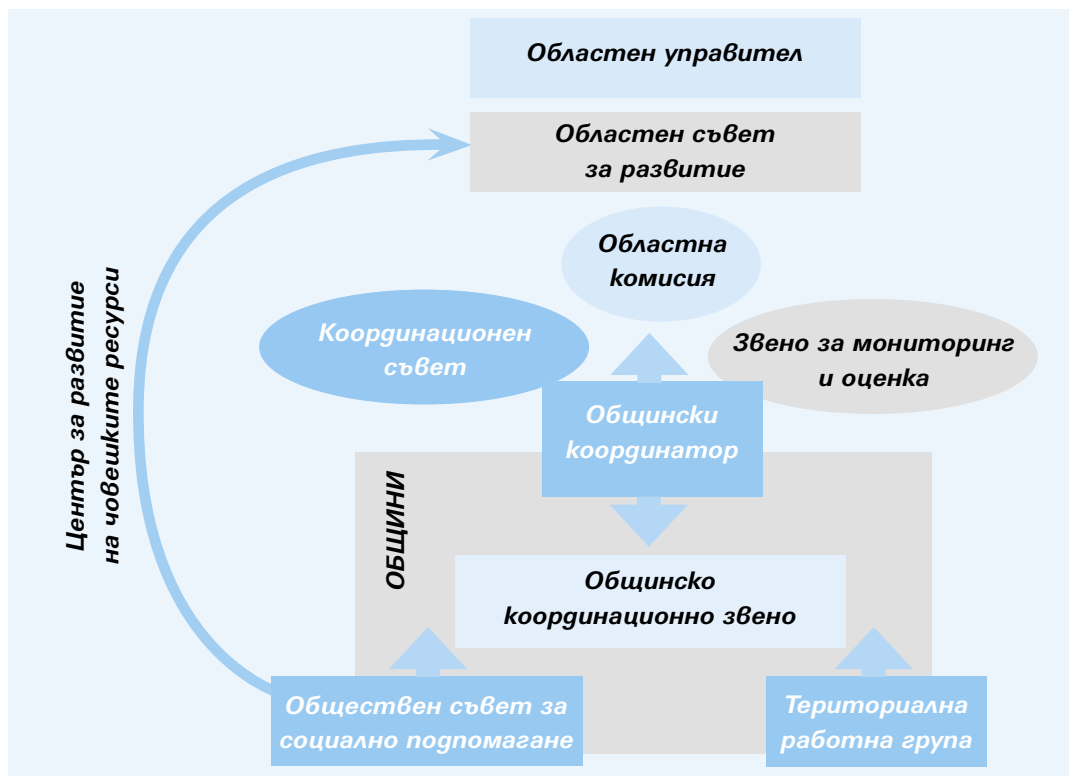 Областен управител
Областен съвет
за развитие
Областна
комисия
Координационен
съвет
Звено за мониторинг
и оценка
Общински
координатор
Център за развитие
на човешките ресурси
ОБЩИНИ
Общинско
координационно звено
Обществен съвет за
социално подпомагане
Териториална
работна група